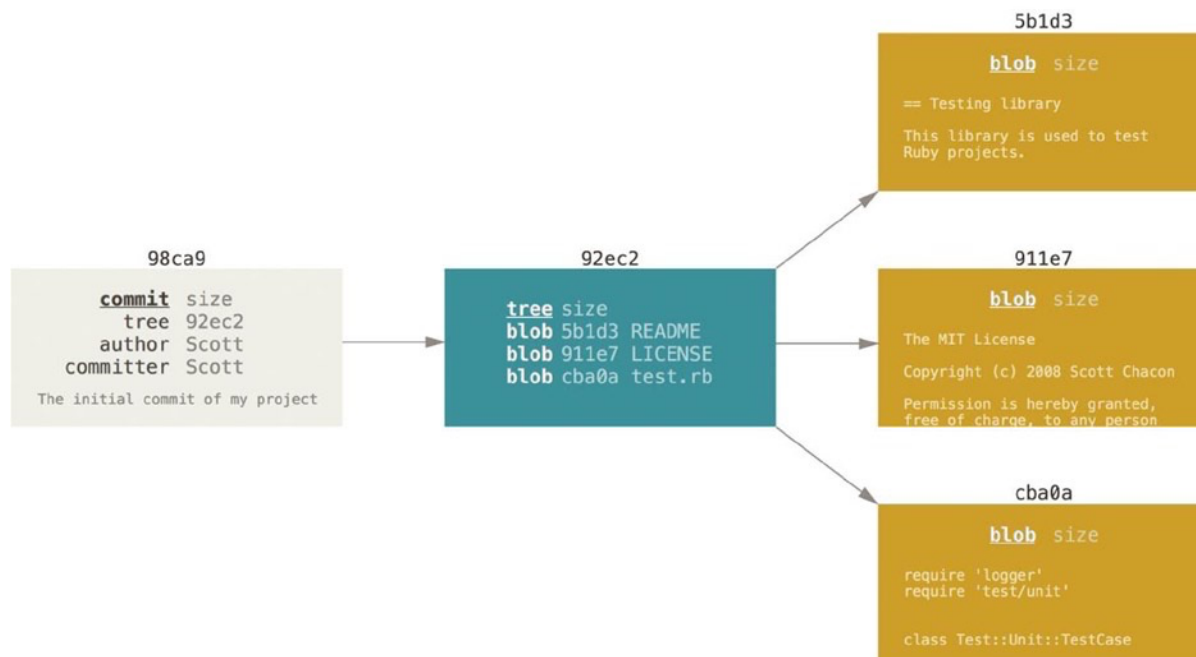 98ca9
commit size
tree 92ec2
author Scott
committer Scott
The initial commit of my project
92ec2
tree size
blob 5b1d3 README
blob 911e7 LICENSE
blob cba0a test.rb
5b1d3
blob size
== Testing library
This library is used to test
Ruby projects.
911e7
blob size
The MIT License
Copyright (c) 2008 Scott Chacon
Permission is hereby granted,
free of charge, to any person
cba0a
blob size
require 'logger'
require 'test/unit'
class Test::Unit::TestCase